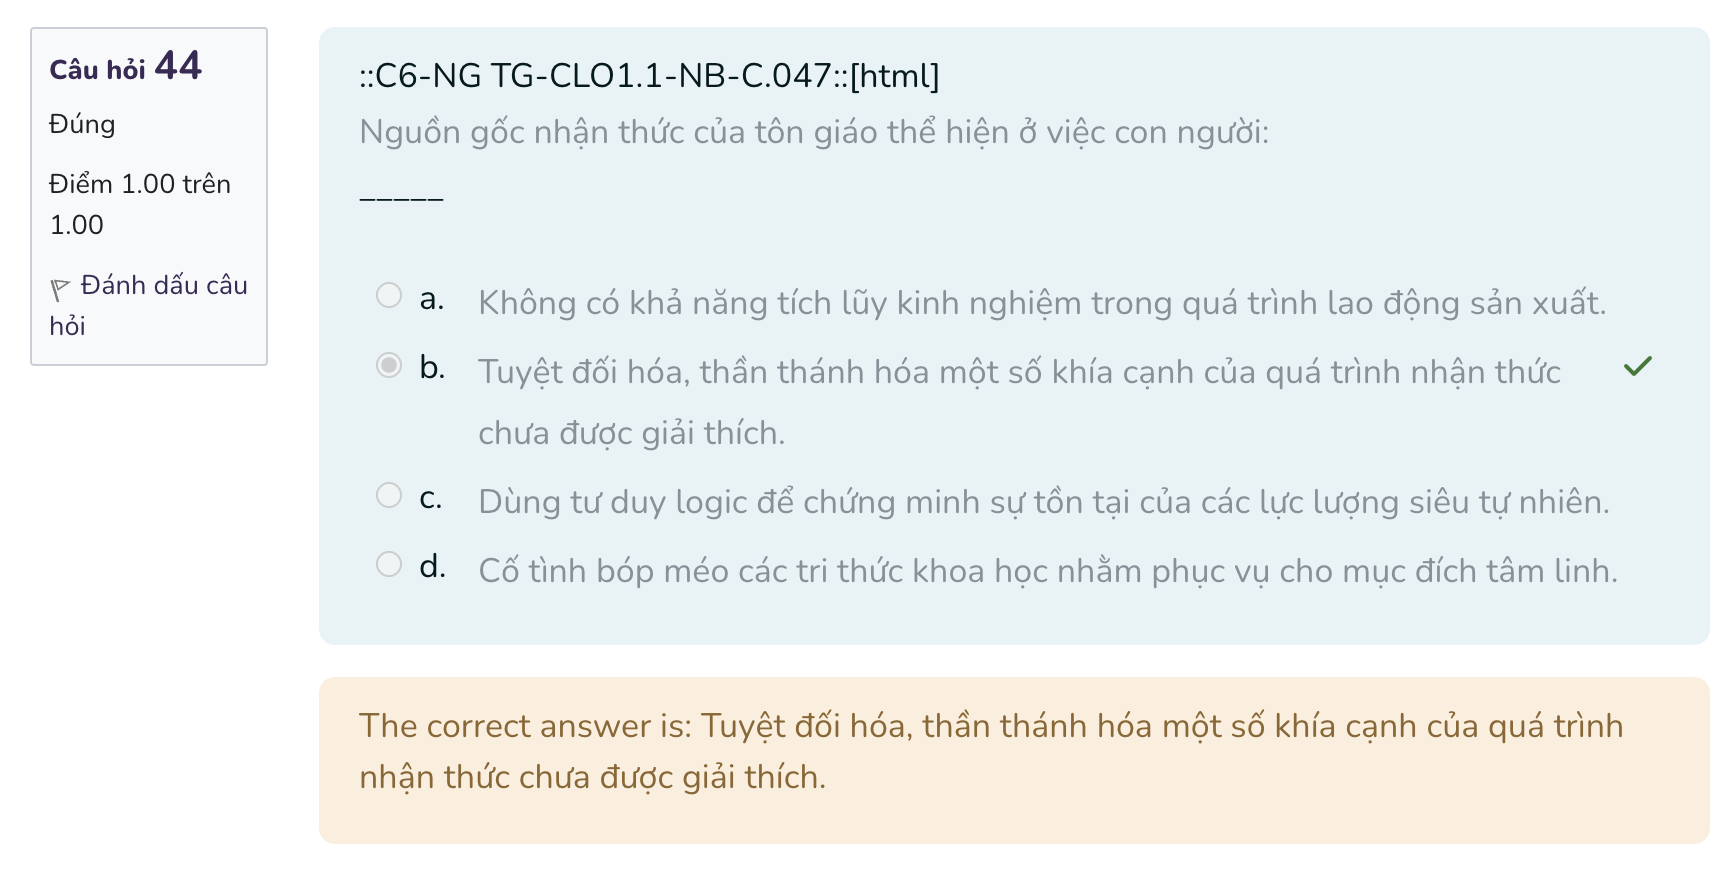 Câu hỏi 44
Đúng
Điểm 1.00 trên
1.00
Đánh dấu câu
hỏi
::C6-NG TG-CLO1.1-NB-C.047::[html]
Nguồn gốc nhận thức của tôn giáo thể hiện ở việc con người:
_____
a. Không có khả năng tích lũy kinh nghiệm trong quá trình lao động sản xuất.
b. Tuyệt đối hóa, thần thánh hóa một số khía cạnh của quá trình nhận thức
chưa được giải thích.
c. Dùng tư duy logic để chứng minh sự tồn tại của các lực lượng siêu tự nhiên.
d. Cố tình bóp méo các tri thức khoa học nhằm phục vụ cho mục đích tâm linh.
The correct answer is: Tuyệt đối hóa, thần thánh hóa một số khía cạnh của quá trình
nhận thức chưa được giải thích.